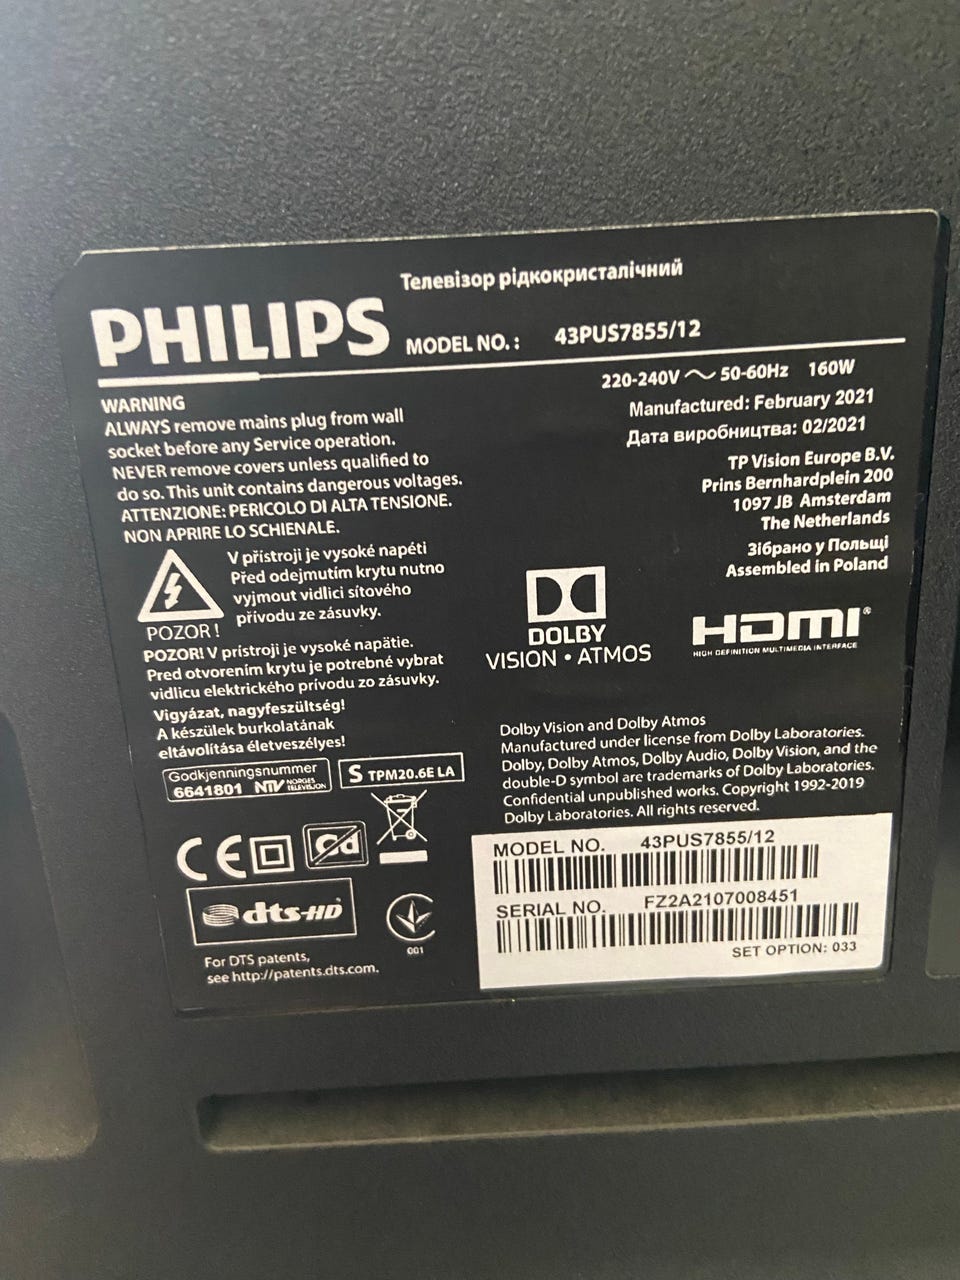 Телевізор рідкокристалічний
PHILIPS MODEL NO. : 43PUS7855/12
220-240V ~ 50-60Hz 160W
Manufactured: February 2021
Дата виробництва: 02/2021
TP Vision Europe B.V.
Prins Bernhardplein 200
1097 JB Amsterdam
The Netherlands
Зібрано у Польщі
Assembled in Poland
WARNING
ALWAYS remove mains plug from wall
socket before any Service operation.
NEVER remove covers unless qualified to
do so. This unit contains dangerous voltages.
ATTENZIONE: PERICOLO DI ALTA TENSIONE.
NON APRIRE LO SCHIENALE.
V přístroji je vysoké napětí
Před odejmutím krytu nutno
vyjmout vidlici síťového
přívodu ze zásuvky.
POZOR !
POZOR! V prístroji je vysoké napätie.
Pred otvorením krytu je potrebné vybrat
vidlicu elektrického prívodu zo zásuvky.
Vigyázat, nagyfeszültség!
A készülek burkolatának
eltávolítása életveszélyes!
DOLBY
VISION • ATMOS
HDMI®
HIGH DEFINITION MULTIMEDIA INTERFACE
Godkjenningsnummer
6641801 NTV NORGES TELEVISJON
S TPM20.6E LA
CE Cd
dts-HD
001
For DTS patents,
see http://patents.dts.com.
Dolby Vision and Dolby Atmos
Manufactured under license from Dolby Laboratories.
Dolby, Dolby Atmos, Dolby Audio, Dolby Vision, and the
double-D symbol are trademarks of Dolby Laboratories.
Confidential unpublished works. Copyright 1992-2019
Dolby Laboratories. All rights reserved.
MODEL NO. 43PUS7855/12
SERIAL NO. FZ2A2107008451
SET OPTION: 033